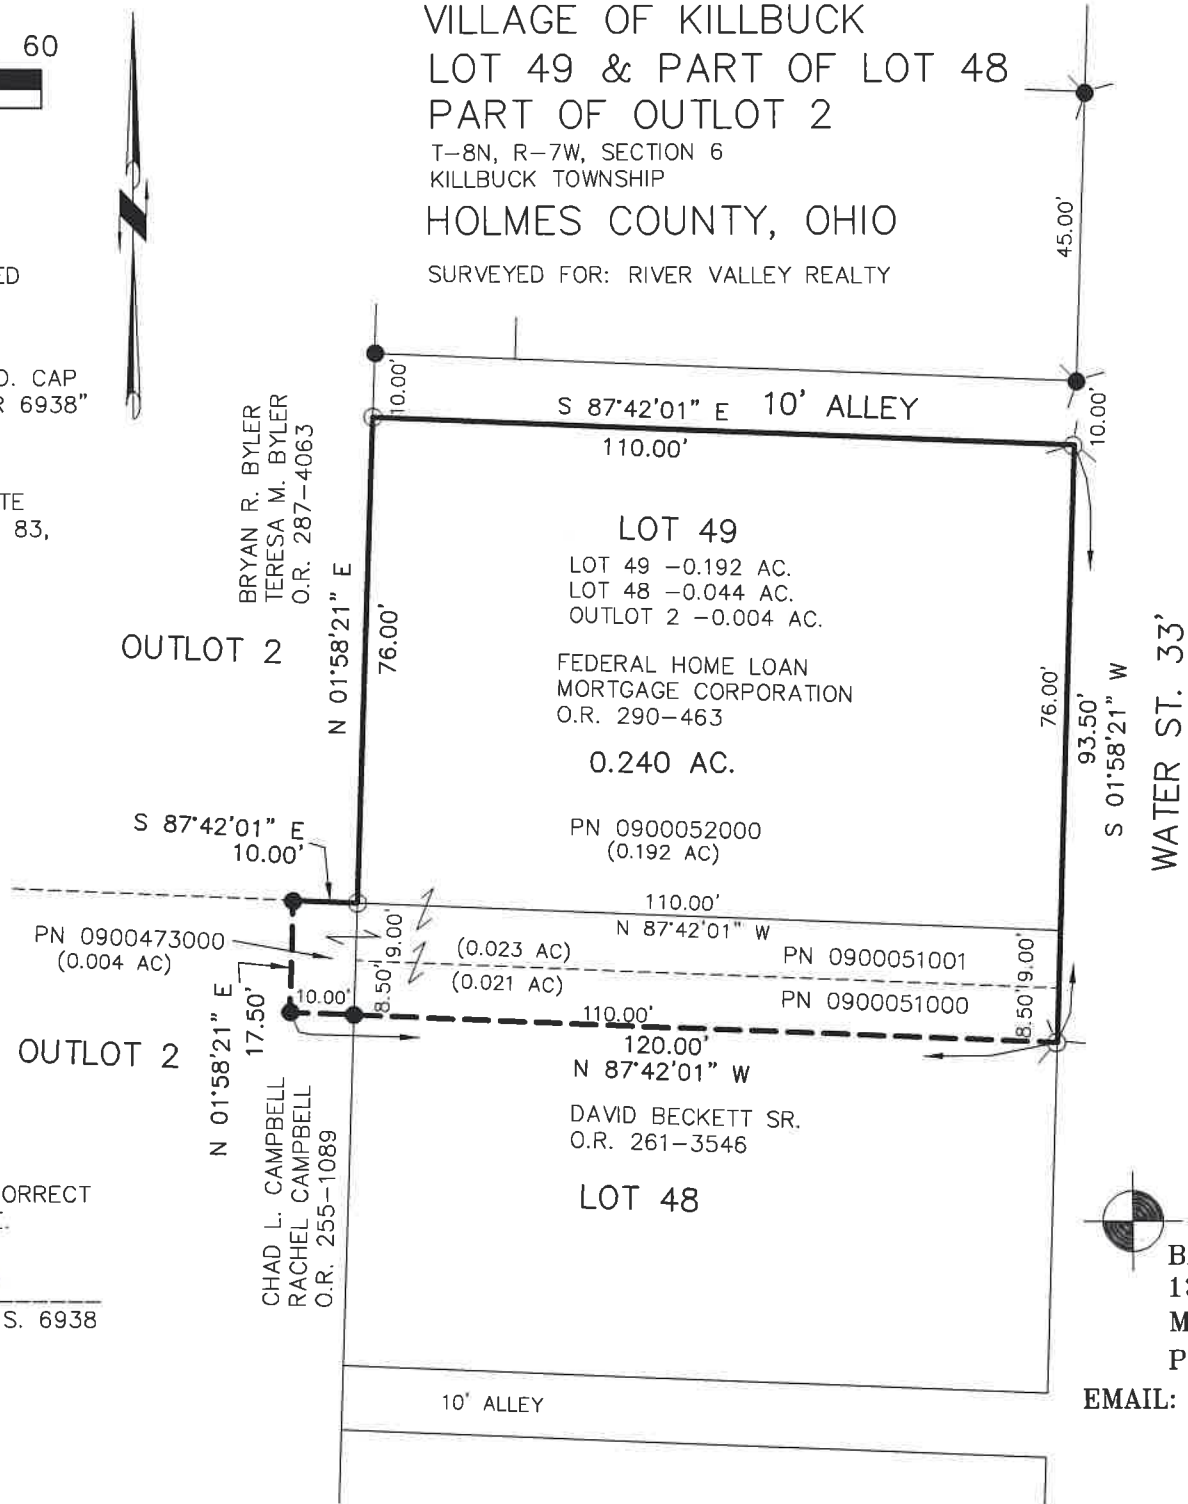 60
VILLAGE OF KILLBUCK
LOT 49 & PART OF LOT 48
PART OF OUTLOT 2
T-8N, R-7W, SECTION 6
KILLBUCK TOWNSHIP
HOLMES COUNTY, OHIO
SURVEYED FOR: RIVER VALLEY REALTY
45.00'
ED
CAP
6938"
TE
83,
10.00'
S 87°42'01" E
10' ALLEY
10.00'
110.00'
BRYAN R. BYLER
TERESA M. BYLER
O.R. 287-4063
LOT 49
LOT 49 -0.192 AC.
LOT 48 -0.044 AC.
OUTLOT 2 -0.004 AC.
OUTLOT 2
N 01°58'21" E
76.00'
FEDERAL HOME LOAN
MORTGAGE CORPORATION
O.R. 290-463
0.240 AC.
76.00'
93.50'
S 01°58'21" W
WATER ST. 33'
S 87°42'01" E
10.00'
PN 0900052000
(0.192 AC)
110.00'
N 87°42'01" W
PN 0900473000
(0.004 AC)
9.00'
(0.023 AC)
PN 0900051001
9.00'
8.50'
(0.021 AC)
PN 0900051000
8.50'
10.00'
110.00'
N 01°58'21" E
17.50'
120.00'
N 87°42'01" W
OUTLOT 2
DAVID BECKETT SR.
O.R. 261-3546
CHAD L. CAMPBELL
RACHEL CAMPBELL
O.R. 255-1089
LOT 48
ORRECT
S. 6938
10' ALLEY
13
M
P
EMAIL: